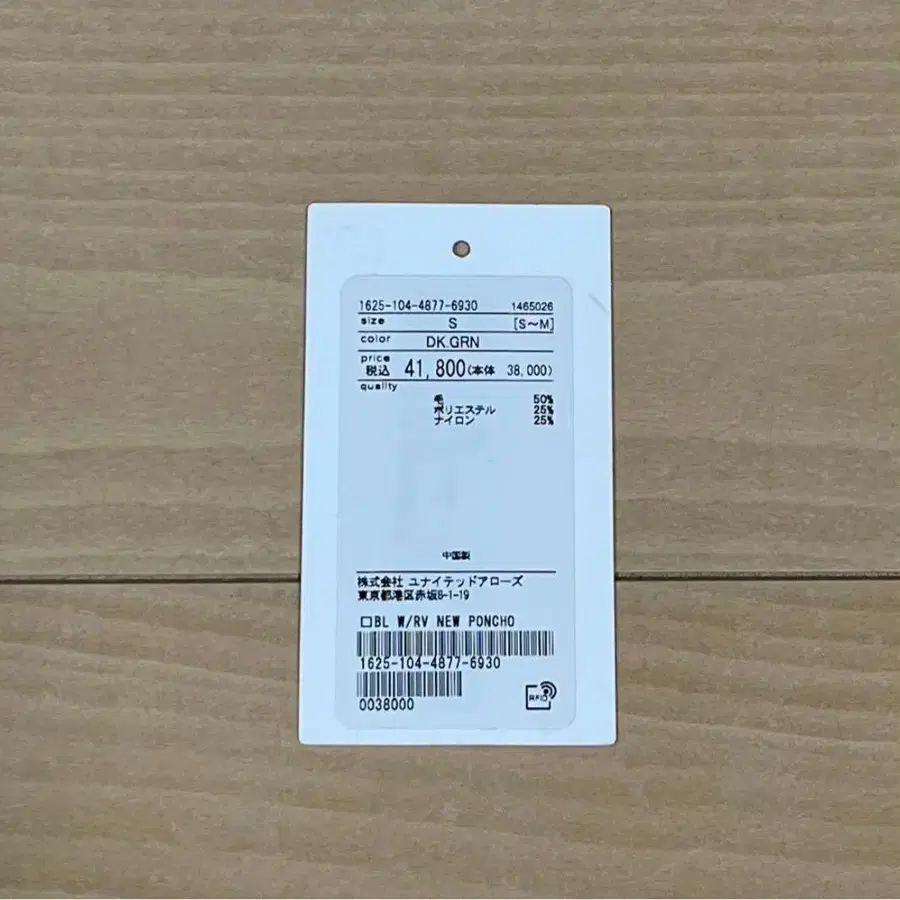 1625-104-4877-6930 1465026
size S [S~M]
color DK.GRN
price
税込 41,800(本体 38,000)
quality
毛 50%
ポリエステル 25%
ナイロン 25%
中国製
株式会社 ユナイテッドアローズ
東京都港区赤坂8-1-19
□BL W/RV NEW PONCHO
1625-104-4877-6930
0038000
RFID